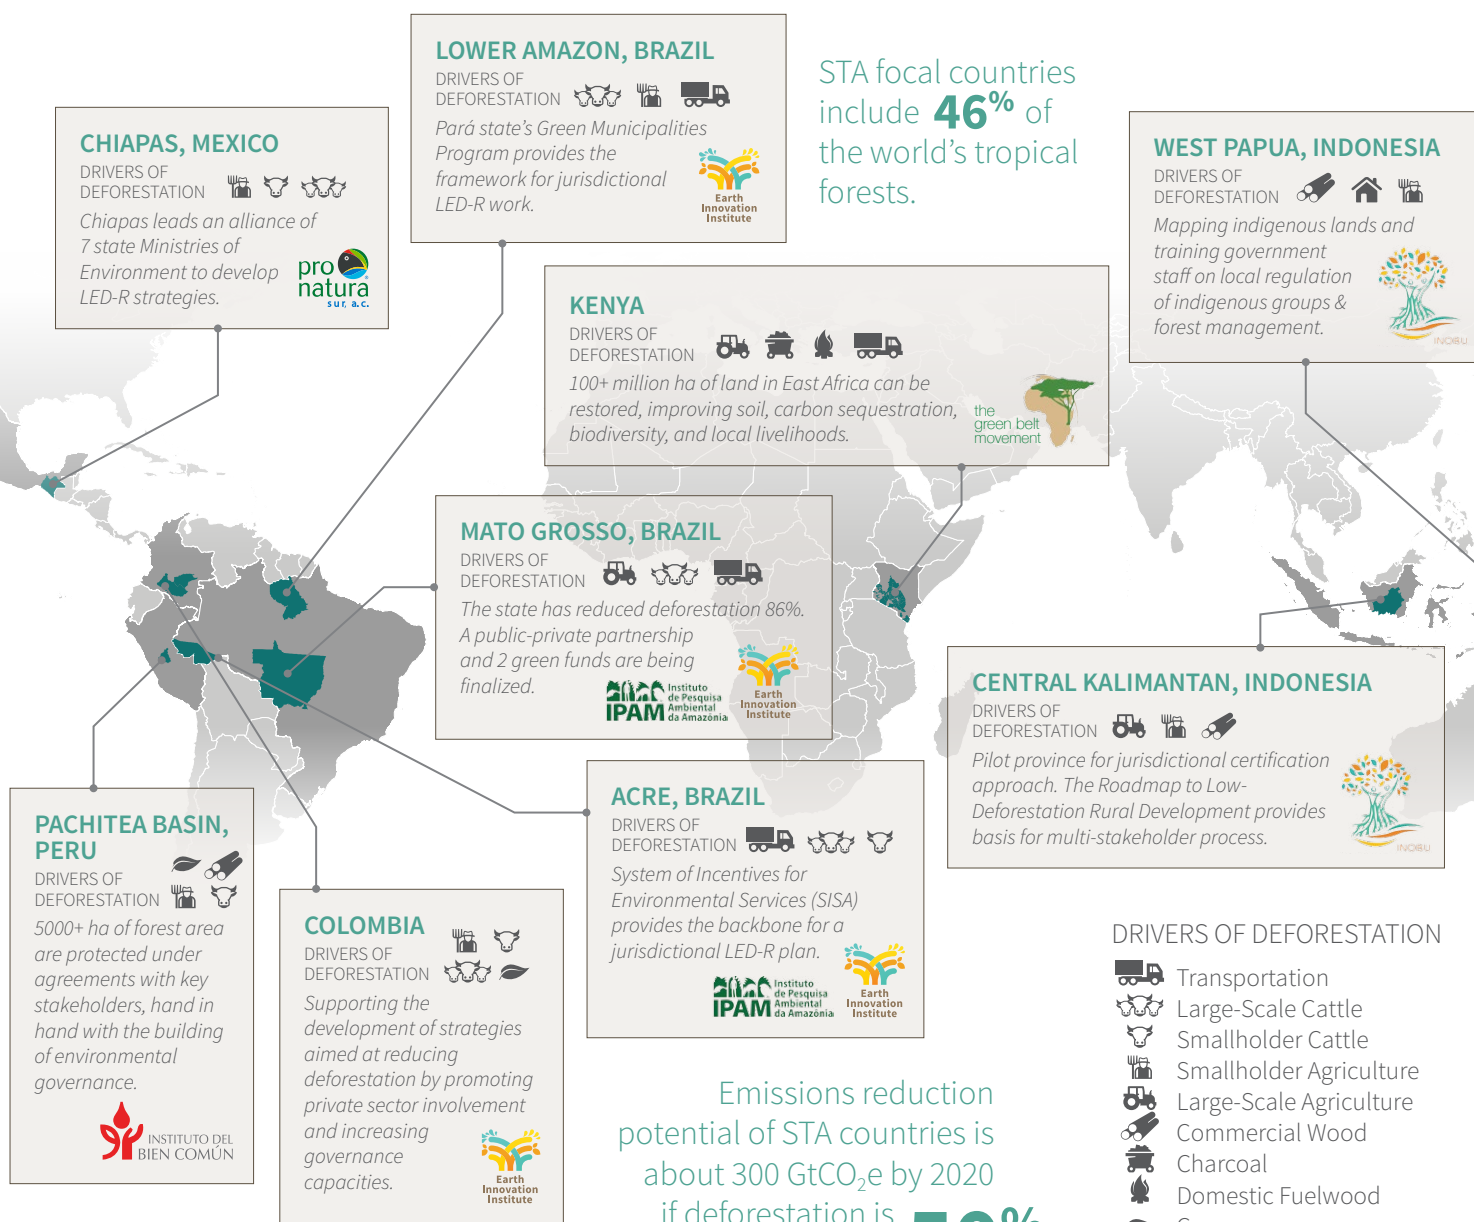 LOWER AMAZON, BRAZIL
DRIVERS OF
DEFORESTATION
Pará state's Green Municipalities
Program provides the
framework for jurisdictional
LED-R work.
Earth
Innovation
Institute
STA focal countries
include 46% of
the world's tropical
forests.
CHIAPAS, MEXICO
DRIVERS OF
DEFORESTATION
Chiapas leads an alliance of
7 state Ministries of
Environment to develop
LED-R strategies.
pro
natura
sur, a.c.
WEST PAPUA, INDONESIA
DRIVERS OF
DEFORESTATION
Mapping indigenous lands and
training government
staff on local regulation
of indigenous groups &
forest management.
INOBU
KENYA
DRIVERS OF
DEFORESTATION
100+ million ha of land in East Africa can be
restored, improving soil, carbon sequestration,
biodiversity, and local livelihoods.
the
green belt
movement
MATO GROSSO, BRAZIL
DRIVERS OF
DEFORESTATION
The state has reduced deforestation 86%.
A public-private partnership
and 2 green funds are being
finalized.
IPAM
Instituto
de Pesquisa
Ambiental
da Amazônia
Earth
Innovation
Institute
CENTRAL KALIMANTAN, INDONESIA
DRIVERS OF
DEFORESTATION
Pilot province for jurisdictional certification
approach. The Roadmap to Low-
Deforestation Rural Development provides
basis for multi-stakeholder process.
INOBU
PACHITEA BASIN,
PERU
DRIVERS OF
DEFORESTATION
5000+ ha of forest area
are protected under
agreements with key
stakeholders, hand in
hand with the building
of environmental
governance.
INSTITUTO DEL
BIEN COMÚN
COLOMBIA
DRIVERS OF
DEFORESTATION
Supporting the
development of strategies
aimed at reducing
deforestation by promoting
private sector involvement
and increasing
governance
capacities.
Earth
Innovation
Institute
ACRE, BRAZIL
DRIVERS OF
DEFORESTATION
System of Incentives for
Environmental Services (SISA)
provides the backbone for a
jurisdictional LED-R plan.
IPAM
Instituto
de Pesquisa
Ambiental
da Amazônia
Earth
Innovation
Institute
Emissions reduction
potential of STA countries is
about 300 GtCO₂e by 2020
if deforestation is
DRIVERS OF DEFORESTATION
Transportation
Large-Scale Cattle
Smallholder Cattle
Smallholder Agriculture
Large-Scale Agriculture
Commercial Wood
Charcoal
Domestic Fuelwood